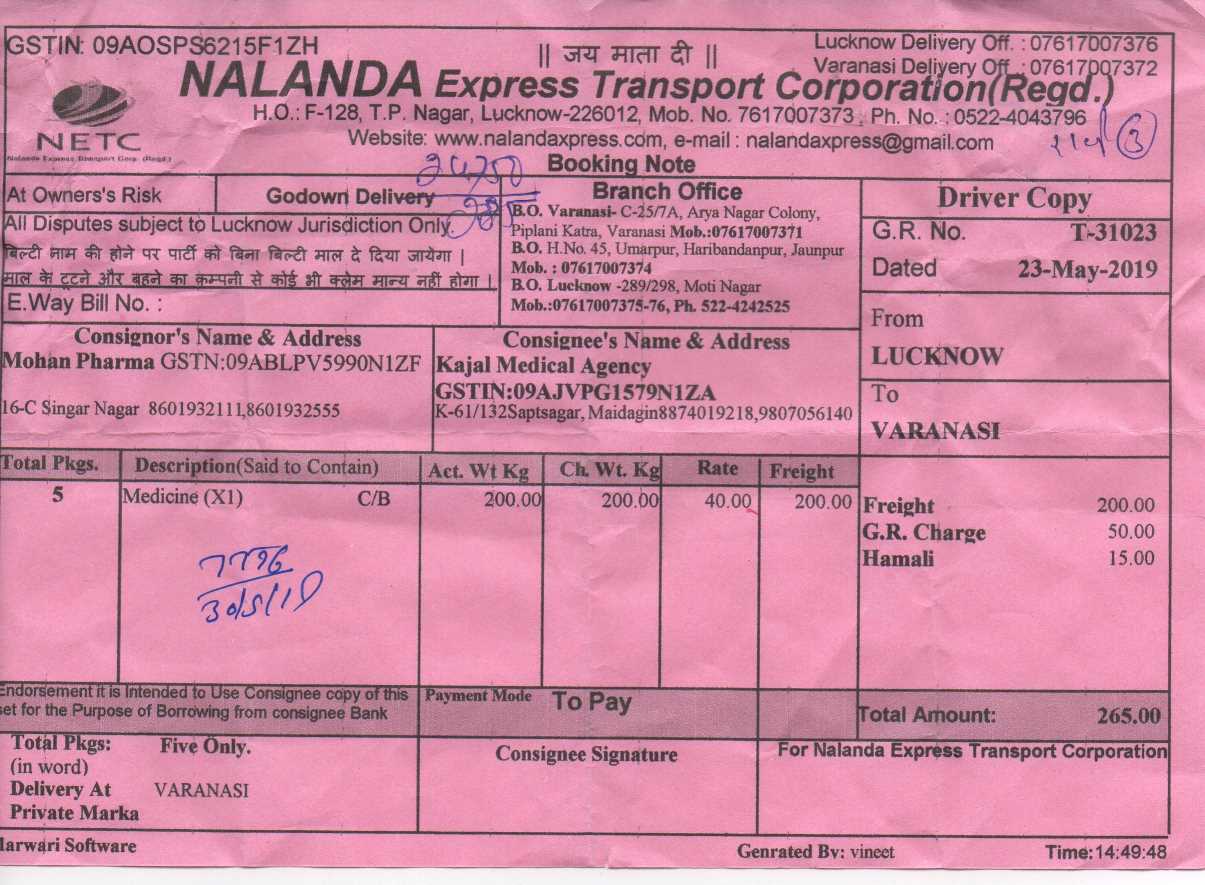 GSTIN: 09AOSPS6215F1ZH
|| जय माता दी ||
Lucknow Delivery Off. : 07617007376
Varanasi Delivery Off. : 07617007372
NALANDA Express Transport Corporation(Regd.)
NETC
Nalanda Express Transport Corp. (Regd.)
H.O.: F-128, T.P. Nagar, Lucknow-226012, Mob. No. 7617007373 , Ph. No. : 0522-4043796
Website: www.nalandaxpress.com, e-mail : nalandaxpress@gmail.com
3
Booking Note
24750
285
At Owners's Risk
Godown Delivery
All Disputes subject to Lucknow Jurisdiction Only.
बिल्टी नाम की होने पर पार्टी को बिना बिल्टी माल दे दिया जायेगा |
माल के टूटने और बहने का कम्पनी से कोई भी क्लेम मान्य नहीं होगा |
E.Way Bill No. :
Branch Office
B.O. Varanasi- C-25/7A, Arya Nagar Colony,
Piplani Katra, Varanasi Mob.:07617007371
B.O. H.No. 45, Umarpur, Haribandanpur, Jaunpur
Mob. : 07617007374
B.O. Lucknow -289/298, Moti Nagar
Mob.:07617007375-76, Ph. 522-4242525
Driver Copy
G.R. No. T-31023
Dated 23-May-2019
From
LUCKNOW
To
VARANASI
Consignor's Name & Address
Mohan Pharma GSTN:09ABLPV5990N1ZF
16-C Singar Nagar 8601932111,8601932555
Consignee's Name & Address
Kajal Medical Agency
GSTIN:09AJVPG1579N1ZA
K-61/132Saptsagar, Maidagin8874019218,9807056140
Total Pkgs. Description(Said to Contain) Act. Wt Kg Ch. Wt. Kg Rate Freight
5 Medicine (X1) C/B 200.00 200.00 40.00 200.00
7796
30/5/19
Freight 200.00
G.R. Charge 50.00
Hamali 15.00
Endorsement it is Intended to Use Consignee copy of this
set for the Purpose of Borrowing from consignee Bank
Payment Mode To Pay
Total Amount: 265.00
Total Pkgs: Five Only.
(in word)
Delivery At VARANASI
Private Marka
Consignee Signature
For Nalanda Express Transport Corporation
Marwari Software
Genrated By: vineet
Time:14:49:48